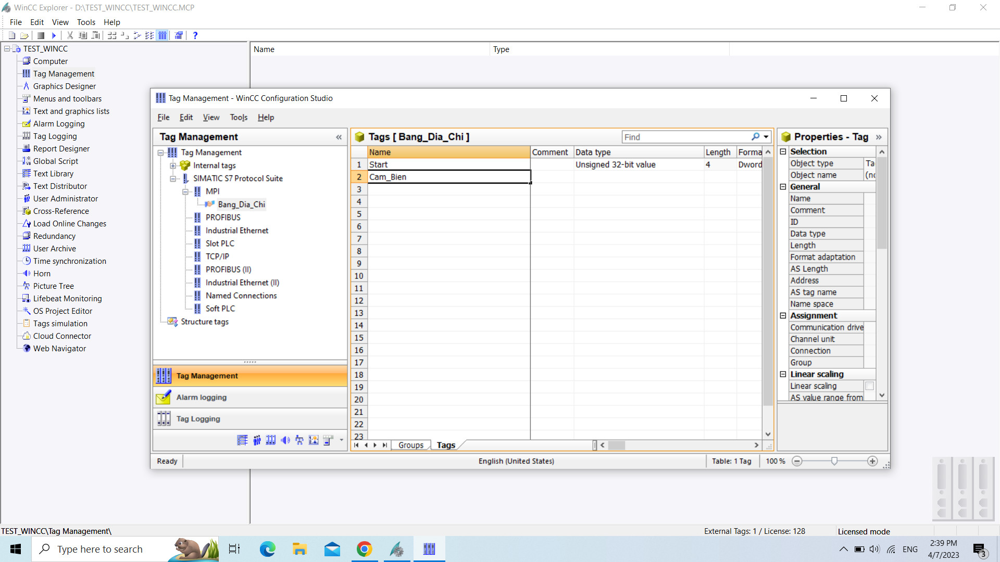 WinCC Explorer - D:\TEST_WINCC\TEST_WINCC.MCP
File Edit View Tools Help
TEST_WINCC
Computer
Tag Management
Graphics Designer
Menus and toolbars
Text and graphics lists
Alarm Logging
Tag Logging
Report Designer
Global Script
Text Library
Text Distributor
User Administrator
Cross-Reference
Load Online Changes
Redundancy
User Archive
Time synchronization
Horn
Picture Tree
Lifebeat Monitoring
OS Project Editor
Tags simulation
Cloud Connector
Web Navigator
Name Type
Tag Management - WinCC Configuration Studio
File Edit View Tools Help
Tag Management «
Tag Management
Internal tags
SIMATIC S7 Protocol Suite
MPI
Bang_Dia_Chi
PROFIBUS
Industrial Ethernet
Slot PLC
TCP/IP
PROFIBUS (II)
Industrial Ethernet (II)
Named Connections
Soft PLC
Structure tags
Tag Management
Alarm logging
Tag Logging
Tags [ Bang_Dia_Chi ] Find
Name Comment Data type Length Forma
1 Start Unsigned 32-bit value 4 Dword
2 Cam_Bien
3
4
5
6
7
8
9
10
11
12
13
14
15
16
17
18
19
20
21
22
23
Groups Tags
Properties - Tag »
Selection
Object type Ta
Object name (no
General
Name
Comment
ID
Data type
Length
Format adaptation
AS Length
Address
AS tag name
Name space
Assignment
Communication drive
Channel unit
Connection
Group
Linear scaling
Linear scaling
AS value range from
Ready English (United States) Table: 1 Tag 100 %
TEST_WINCC\Tag Management\ External Tags: 1 / License: 128 Licensed mode
Type here to search ENG 2:39 PM
4/7/2023 3